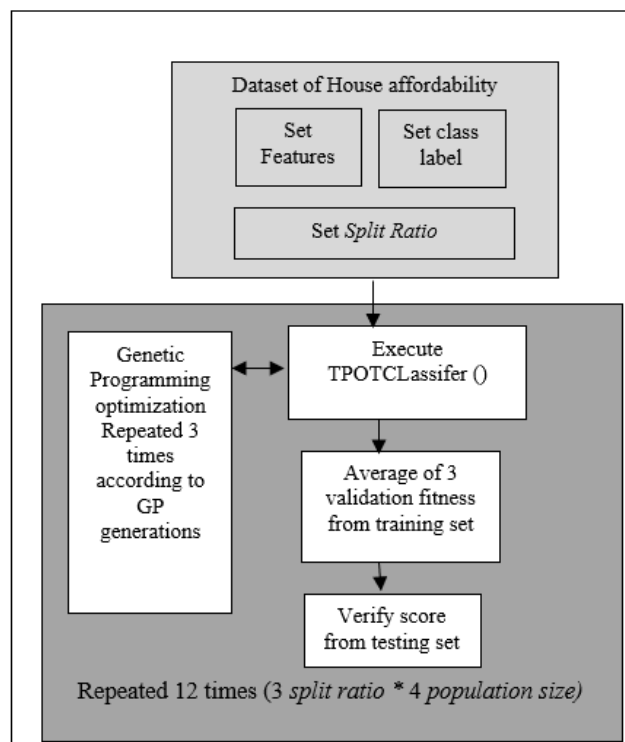 Dataset of House affordability
Set
Features
Set class
label
Set Split Ratio
Genetic
Programming
optimization
Repeated 3
times
according to
GP
generations
Execute
TPOTCLassifer ()
Average of 3
validation fitness
from training set
Verify score
from testing set
Repeated 12 times (3 split ratio * 4 population size)